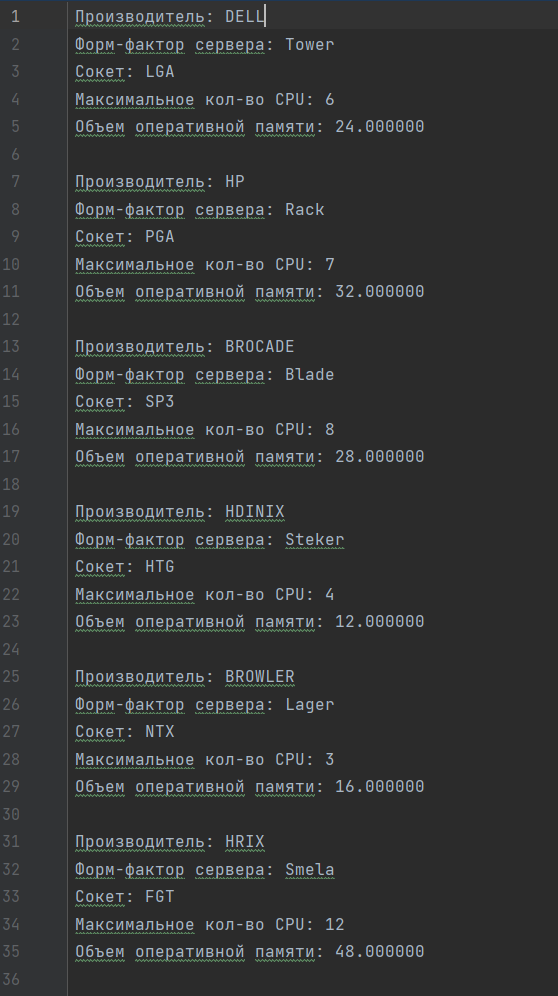 1 Производитель: DELL
2 Форм-фактор сервера: Tower
3 Сокет: LGA
4 Максимальное кол-во CPU: 6
5 Объем оперативной памяти: 24.000000
6
7 Производитель: HP
8 Форм-фактор сервера: Rack
9 Сокет: PGA
10 Максимальное кол-во CPU: 7
11 Объем оперативной памяти: 32.000000
12
13 Производитель: BROCADE
14 Форм-фактор сервера: Blade
15 Сокет: SP3
16 Максимальное кол-во CPU: 8
17 Объем оперативной памяти: 28.000000
18
19 Производитель: HDINIX
20 Форм-фактор сервера: Steker
21 Сокет: HTG
22 Максимальное кол-во CPU: 4
23 Объем оперативной памяти: 12.000000
24
25 Производитель: BROWLER
26 Форм-фактор сервера: Lager
27 Сокет: NTX
28 Максимальное кол-во CPU: 3
29 Объем оперативной памяти: 16.000000
30
31 Производитель: HRIX
32 Форм-фактор сервера: Smela
33 Сокет: FGT
34 Максимальное кол-во CPU: 12
35 Объем оперативной памяти: 48.000000
36